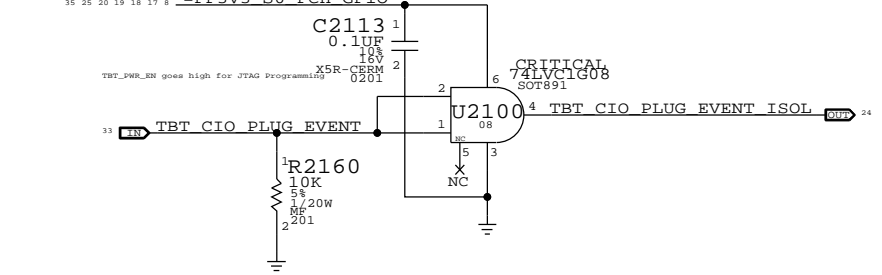 35 25 20 19 18 17 8
=PP3V3_S0_PCH_GPIO
C2113
1
0.1UF
10%
16V
X5R-CERM
2
0201
TBT_PWR_EN goes high for JTAG Programming
6
CRITICAL
74LVC1G08
SOT891
2
U2100
08
4
TBT_CIO_PLUG_EVENT_ISOL
OUT
24
33
IN
TBT_CIO_PLUG_EVENT
1
NC
5
3
NC
1
R2160
10K
5%
1/20W
MF
201
2